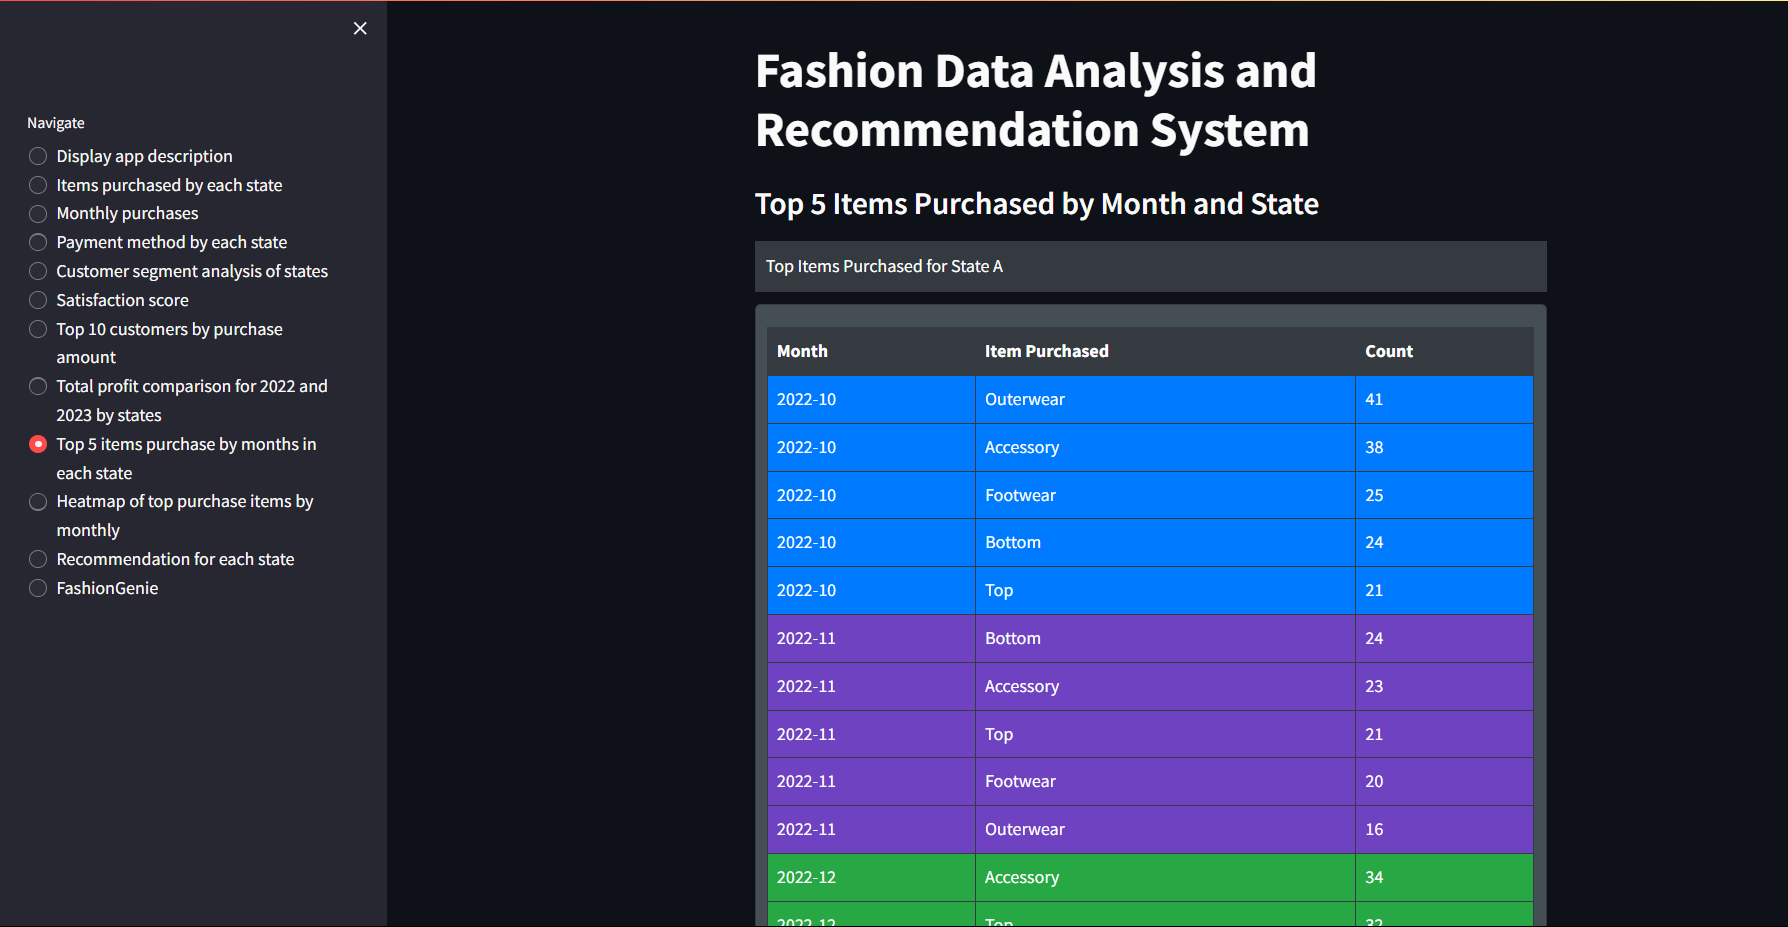 Navigate
Display app description
Items purchased by each state
Monthly purchases
Payment method by each state
Customer segment analysis of states
Satisfaction score
Top 10 customers by purchase
amount
Total profit comparison for 2022 and
2023 by states
Top 5 items purchase by months in
each state
Heatmap of top purchase items by
monthly
Recommendation for each state
FashionGenie
Fashion Data Analysis and
Recommendation System
Top 5 Items Purchased by Month and State
Top Items Purchased for State A
Month Item Purchased Count
2022-10 Outerwear 41
2022-10 Accessory 38
2022-10 Footwear 25
2022-10 Bottom 24
2022-10 Top 21
2022-11 Bottom 24
2022-11 Accessory 23
2022-11 Top 21
2022-11 Footwear 20
2022-11 Outerwear 16
2022-12 Accessory 34
2022-12 Top 32